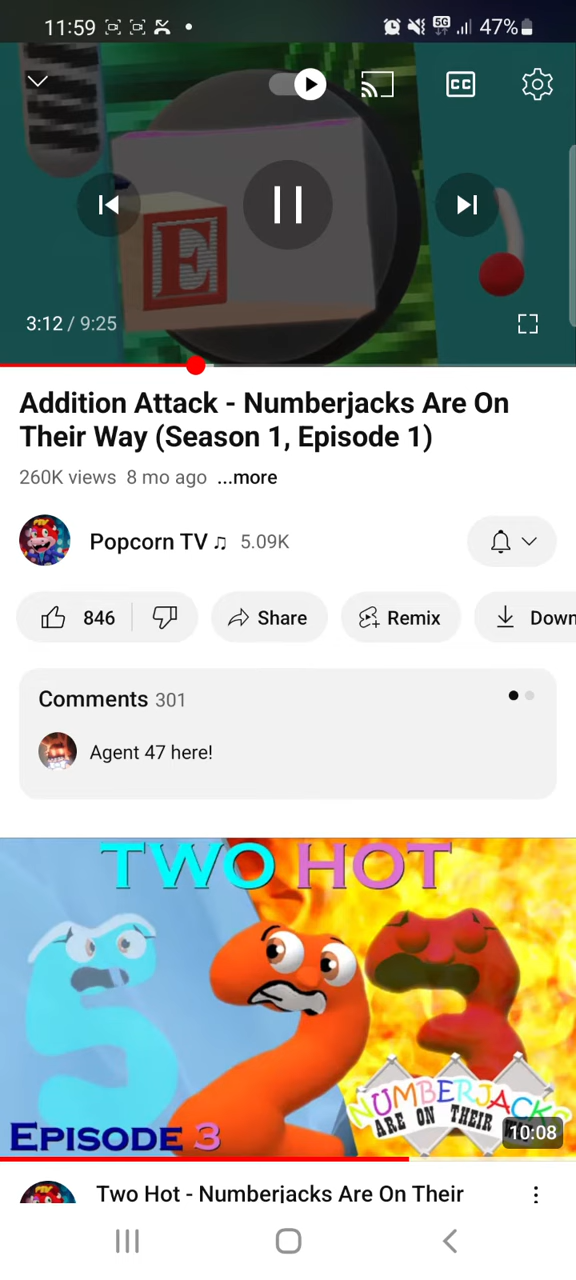 11:59
5G
47%
CC
E
3:12 / 9:25
Addition Attack - Numberjacks Are On
Their Way (Season 1, Episode 1)
260K views 8 mo ago ...more
Popcorn TV ♫ 5.09K
846
Share
Remix
Down
Comments 301
Agent 47 here!
TWO HOT
NUMBERJACKS
ARE ON THEIR
EPISODE 3
10:08
Two Hot - Numberjacks Are On Their